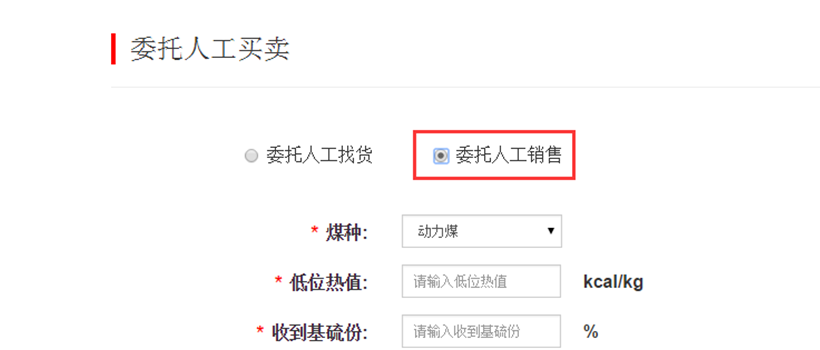 委托人工买卖
委托人工找货 委托人工销售
* 煤种: 动力煤
* 低位热值: 请输入低位热值 kcal/kg
* 收到基硫份: 请输入收到基硫份 %